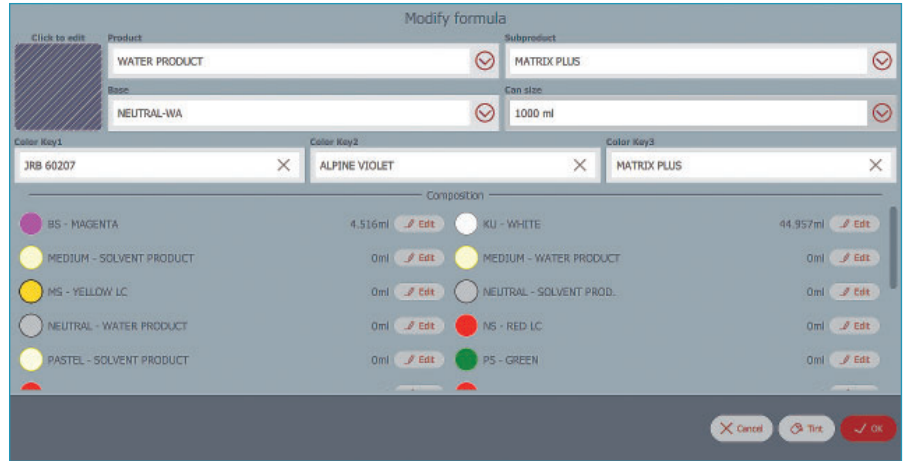 Modify formula
Click to edit Product Subproduct
WATER PRODUCT MATRIX PLUS
Base Can size
NEUTRAL-WA 1000 ml
Color Key1 Color Key2 Color Key3
JRB 60207 ALPINE VIOLET MATRIX PLUS
Composition
BS - MAGENTA 4.516ml Edit KU - WHITE 44.957ml Edit
MEDIUM - SOLVENT PRODUCT 0ml Edit MEDIUM - WATER PRODUCT 0ml Edit
MS - YELLOW LC 0ml Edit NEUTRAL - SOLVENT PROD. 0ml Edit
NEUTRAL - WATER PRODUCT 0ml Edit NS - RED LC 0ml Edit
PASTEL - SOLVENT PRODUCT 0ml Edit PS - GREEN 0ml Edit
Cancel Tint OK